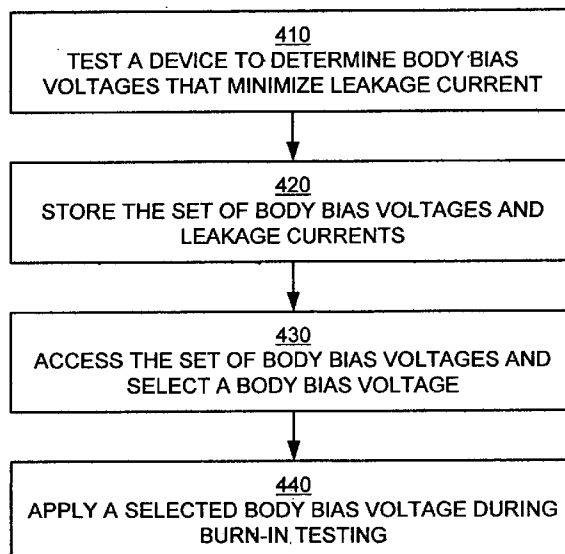 410
TEST A DEVICE TO DETERMINE BODY BIAS
VOLTAGES THAT MINIMIZE LEAKAGE CURRENT
420
STORE THE SET OF BODY BIAS VOLTAGES AND
LEAKAGE CURRENTS
430
ACCESS THE SET OF BODY BIAS VOLTAGES AND
SELECT A BODY BIAS VOLTAGE
440
APPLY A SELECTED BODY BIAS VOLTAGE DURING
BURN-IN TESTING